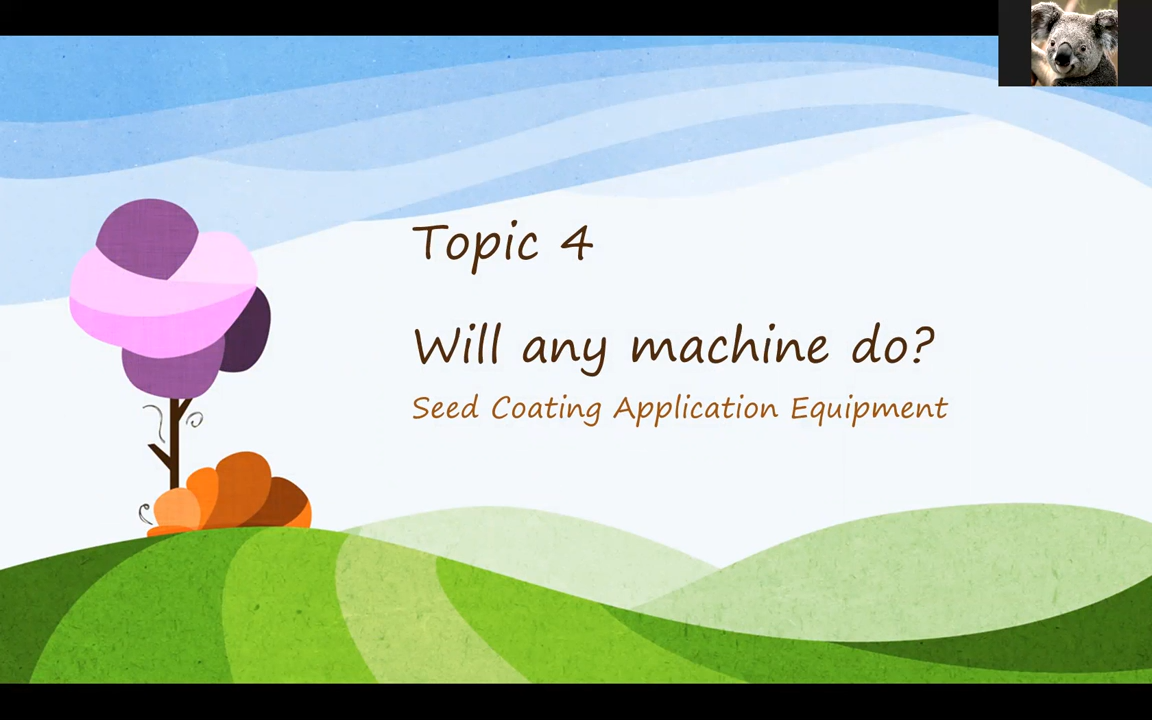 Topic 4
Will any machine do?
Seed Coating Application Equipment